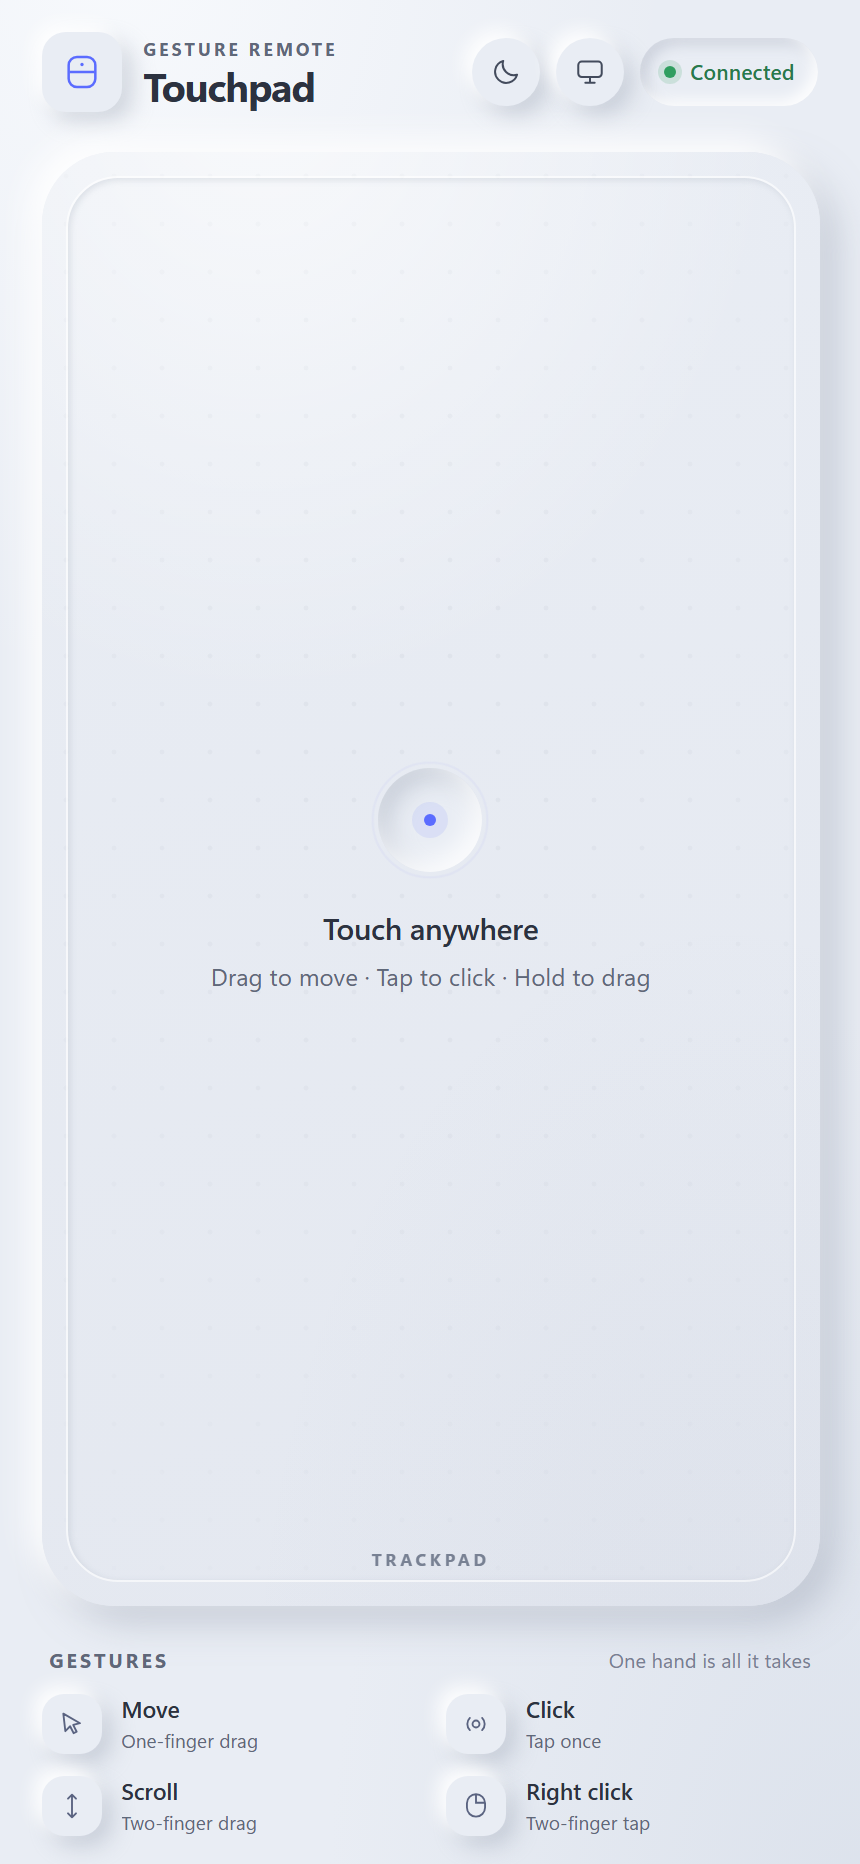 GESTURE REMOTE
Touchpad
Connected
Touch anywhere
Drag to move · Tap to click · Hold to drag
TRACKPAD
GESTURES
One hand is all it takes
Move
One-finger drag
Click
Tap once
Scroll
Two-finger drag
Right click
Two-finger tap